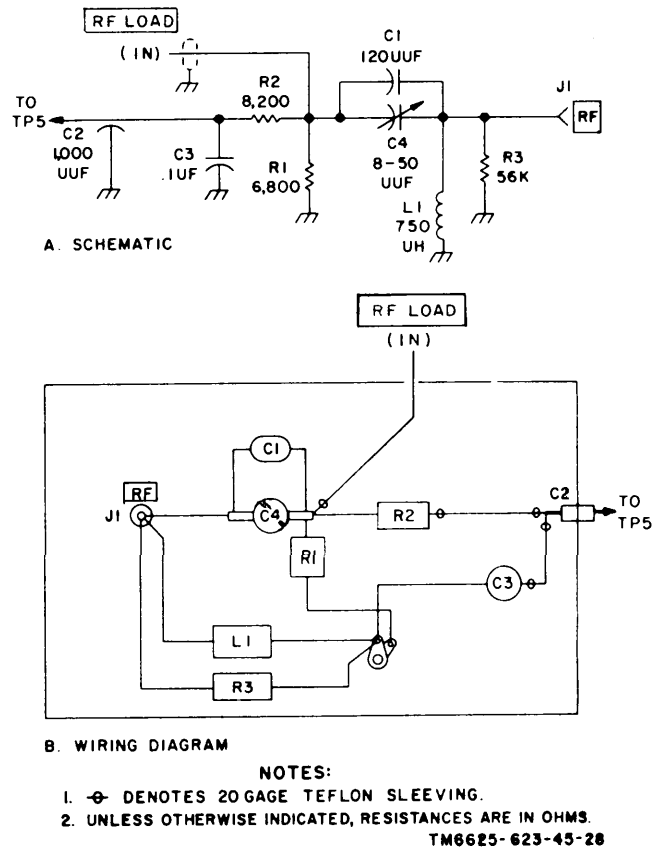 RF LOAD
(IN)
C1
120UUF
J1
RF
R2
8,200
TO
TP5
C2
1,000
UUF
C3
.1UF
R1
6,800
C4
8-50
UUF
R3
56K
L1
750
UH
A. SCHEMATIC
RF LOAD
(IN)
C1
RF
J1
C4
R2
C2
TO
TP5
R1
C3
L1
R3
B. WIRING DIAGRAM
NOTES:
1. DENOTES 20 GAGE TEFLON SLEEVING.
2. UNLESS OTHERWISE INDICATED, RESISTANCES ARE IN OHMS.
TM6625-623-45-28